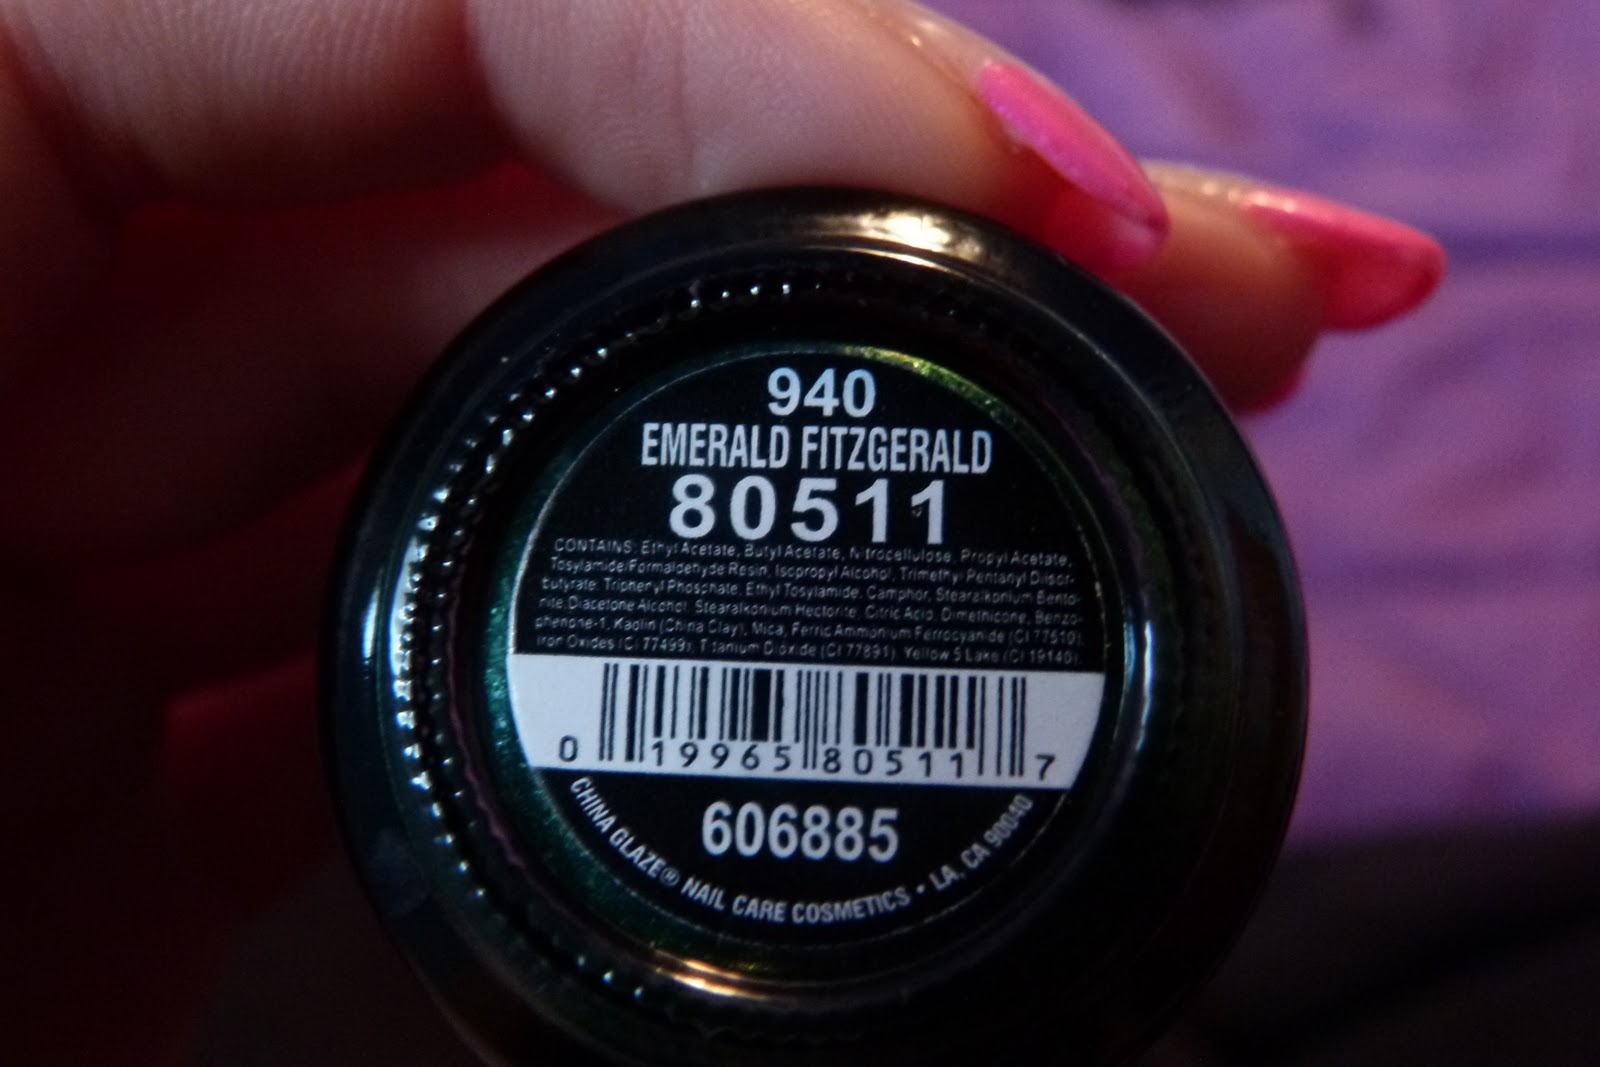 940
EMERALD FITZGERALD
80511
CONTAINS: Ethyl Acetate, Butyl Acetate, Nitrocellulose, Propyl Acetate,
Tosylamide/Formaldehyde Resin, Isopropyl Alcohol, Trimethyl Pentanyl Diisor-
butyrate, Triphenyl Phosphate, Ethyl Tosylamide, Camphor, Stearalkonium Bento-
nite, Diacetone Alcohol, Stearalkonium Hectorite, Citric Acid, Dimethicone, Benzo-
phenone-1, Kaolin (China Clay), Mica, Ferric Ammonium Ferrocyanide (CI 77510),
Iron Oxides (CI 77499), Titanium Dioxide (CI 77891), Yellow 5 Lake (CI 19140).
0 19965 80511 7
606885
CHINA GLAZE® NAIL CARE COSMETICS • LA, CA 90040